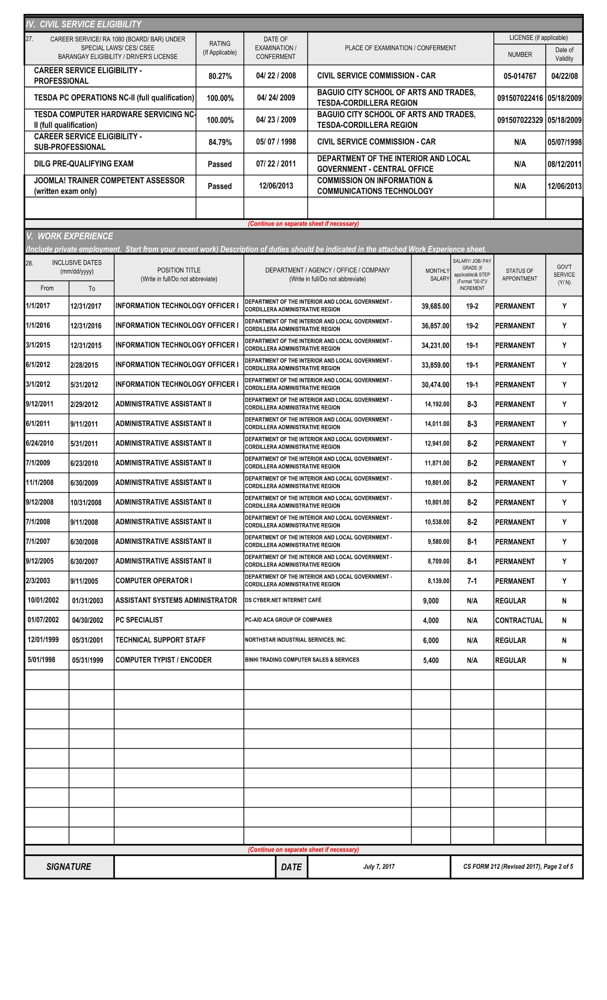 IV. CIVIL SERVICE ELIGIBILITY
27. CAREER SERVICE/ RA 1080 (BOARD/ BAR) UNDER
SPECIAL LAWS/ CES/ CSEE
BARANGAY ELIGIBILITY / DRIVER'S LICENSE
RATING
(If Applicable)
DATE OF
EXAMINATION /
CONFERMENT
PLACE OF EXAMINATION / CONFERMENT
LICENSE (if applicable)
NUMBER
Date of
Validity
CAREER SERVICE ELIGIBILITY -
PROFESSIONAL
80.27%
04/ 22 / 2008
CIVIL SERVICE COMMISSION - CAR
05-014767
04/22/08
TESDA PC OPERATIONS NC-II (full qualification)
100.00%
04/ 24/ 2009
BAGUIO CITY SCHOOL OF ARTS AND TRADES,
TESDA-CORDILLERA REGION
091507022416
05/18/2009
TESDA COMPUTER HARDWARE SERVICING NC-
II (full qualification)
100.00%
04/ 23 / 2009
BAGUIO CITY SCHOOL OF ARTS AND TRADES,
TESDA-CORDILLERA REGION
091507022329
05/18/2009
CAREER SERVICE ELIGIBILITY -
SUB-PROFESSIONAL
84.79%
05/ 07 / 1998
CIVIL SERVICE COMMISSION - CAR
N/A
05/07/1998
DILG PRE-QUALIFYING EXAM
Passed
07/ 22 / 2011
DEPARTMENT OF THE INTERIOR AND LOCAL
GOVERNMENT - CENTRAL OFFICE
N/A
08/12/2011
JOOMLA! TRAINER COMPETENT ASSESSOR
(written exam only)
Passed
12/06/2013
COMMISSION ON INFORMATION &
COMMUNICATIONS TECHNOLOGY
N/A
12/06/2013
(Continue on separate sheet if necessary)
V. WORK EXPERIENCE
(Include private employment. Start from your recent work) Description of duties should be indicated in the attached Work Experience sheet.
28. INCLUSIVE DATES
(mm/dd/yyyy)
From
To
POSITION TITLE
(Write in full/Do not abbreviate)
DEPARTMENT / AGENCY / OFFICE / COMPANY
(Write in full/Do not abbreviate)
MONTHLY
SALARY
SALARY/ JOB/ PAY
GRADE (if
applicable)& STEP
(Format "00-0")/
INCREMENT
STATUS OF
APPOINTMENT
GOV'T
SERVICE
(Y/ N)
1/1/2017 12/31/2017 INFORMATION TECHNOLOGY OFFICER I
DEPARTMENT OF THE INTERIOR AND LOCAL GOVERNMENT -
CORDILLERA ADMINISTRATIVE REGION
39,685.00 19-2 PERMANENT Y
1/1/2016 12/31/2016 INFORMATION TECHNOLOGY OFFICER I
DEPARTMENT OF THE INTERIOR AND LOCAL GOVERNMENT -
CORDILLERA ADMINISTRATIVE REGION
36,857.00 19-2 PERMANENT Y
3/1/2015 12/31/2015 INFORMATION TECHNOLOGY OFFICER I
DEPARTMENT OF THE INTERIOR AND LOCAL GOVERNMENT -
CORDILLERA ADMINISTRATIVE REGION
34,231.00 19-1 PERMANENT Y
6/1/2012 2/28/2015 INFORMATION TECHNOLOGY OFFICER I
DEPARTMENT OF THE INTERIOR AND LOCAL GOVERNMENT -
CORDILLERA ADMINISTRATIVE REGION
33,859.00 19-1 PERMANENT Y
3/1/2012 5/31/2012 INFORMATION TECHNOLOGY OFFICER I
DEPARTMENT OF THE INTERIOR AND LOCAL GOVERNMENT -
CORDILLERA ADMINISTRATIVE REGION
30,474.00 19-1 PERMANENT Y
9/12/2011 2/29/2012 ADMINISTRATIVE ASSISTANT II
DEPARTMENT OF THE INTERIOR AND LOCAL GOVERNMENT -
CORDILLERA ADMINISTRATIVE REGION
14,192.00 8-3 PERMANENT Y
6/1/2011 9/11/2011 ADMINISTRATIVE ASSISTANT II
DEPARTMENT OF THE INTERIOR AND LOCAL GOVERNMENT -
CORDILLERA ADMINISTRATIVE REGION
14,011.00 8-3 PERMANENT Y
6/24/2010 5/31/2011 ADMINISTRATIVE ASSISTANT II
DEPARTMENT OF THE INTERIOR AND LOCAL GOVERNMENT -
CORDILLERA ADMINISTRATIVE REGION
12,941.00 8-2 PERMANENT Y
7/1/2009 6/23/2010 ADMINISTRATIVE ASSISTANT II
DEPARTMENT OF THE INTERIOR AND LOCAL GOVERNMENT -
CORDILLERA ADMINISTRATIVE REGION
11,871.00 8-2 PERMANENT Y
11/1/2008 6/30/2009 ADMINISTRATIVE ASSISTANT II
DEPARTMENT OF THE INTERIOR AND LOCAL GOVERNMENT -
CORDILLERA ADMINISTRATIVE REGION
10,801.00 8-2 PERMANENT Y
9/12/2008 10/31/2008 ADMINISTRATIVE ASSISTANT II
DEPARTMENT OF THE INTERIOR AND LOCAL GOVERNMENT -
CORDILLERA ADMINISTRATIVE REGION
10,801.00 8-2 PERMANENT Y
7/1/2008 9/11/2008 ADMINISTRATIVE ASSISTANT II
DEPARTMENT OF THE INTERIOR AND LOCAL GOVERNMENT -
CORDILLERA ADMINISTRATIVE REGION
10,538.00 8-2 PERMANENT Y
7/1/2007 6/30/2008 ADMINISTRATIVE ASSISTANT II
DEPARTMENT OF THE INTERIOR AND LOCAL GOVERNMENT -
CORDILLERA ADMINISTRATIVE REGION
9,580.00 8-1 PERMANENT Y
9/12/2005 6/30/2007 ADMINISTRATIVE ASSISTANT II
DEPARTMENT OF THE INTERIOR AND LOCAL GOVERNMENT -
CORDILLERA ADMINISTRATIVE REGION
8,709.00 8-1 PERMANENT Y
2/3/2003 9/11/2005 COMPUTER OPERATOR I
DEPARTMENT OF THE INTERIOR AND LOCAL GOVERNMENT -
CORDILLERA ADMINISTRATIVE REGION
8,139.00 7-1 PERMANENT Y
10/01/2002 01/31/2003 ASSISTANT SYSTEMS ADMINISTRATOR DS CYBER.NET INTERNET CAFÉ 9,000 N/A REGULAR N
01/07/2002 04/30/2002 PC SPECIALIST PC-AID ACA GROUP OF COMPANIES 4,000 N/A CONTRACTUAL N
12/01/1999 05/31/2001 TECHNICAL SUPPORT STAFF NORTHSTAR INDUSTRIAL SERIVICES, INC. 6,000 N/A REGULAR N
5/01/1998 05/31/1999 COMPUTER TYPIST / ENCODER BINHI TRADING COMPUTER SALES & SERVICES 5,400 N/A REGULAR N
(Continue on separate sheet if necessary)
SIGNATURE DATE July 7, 2017 CS FORM 212 (Revised 2017), Page 2 of 5